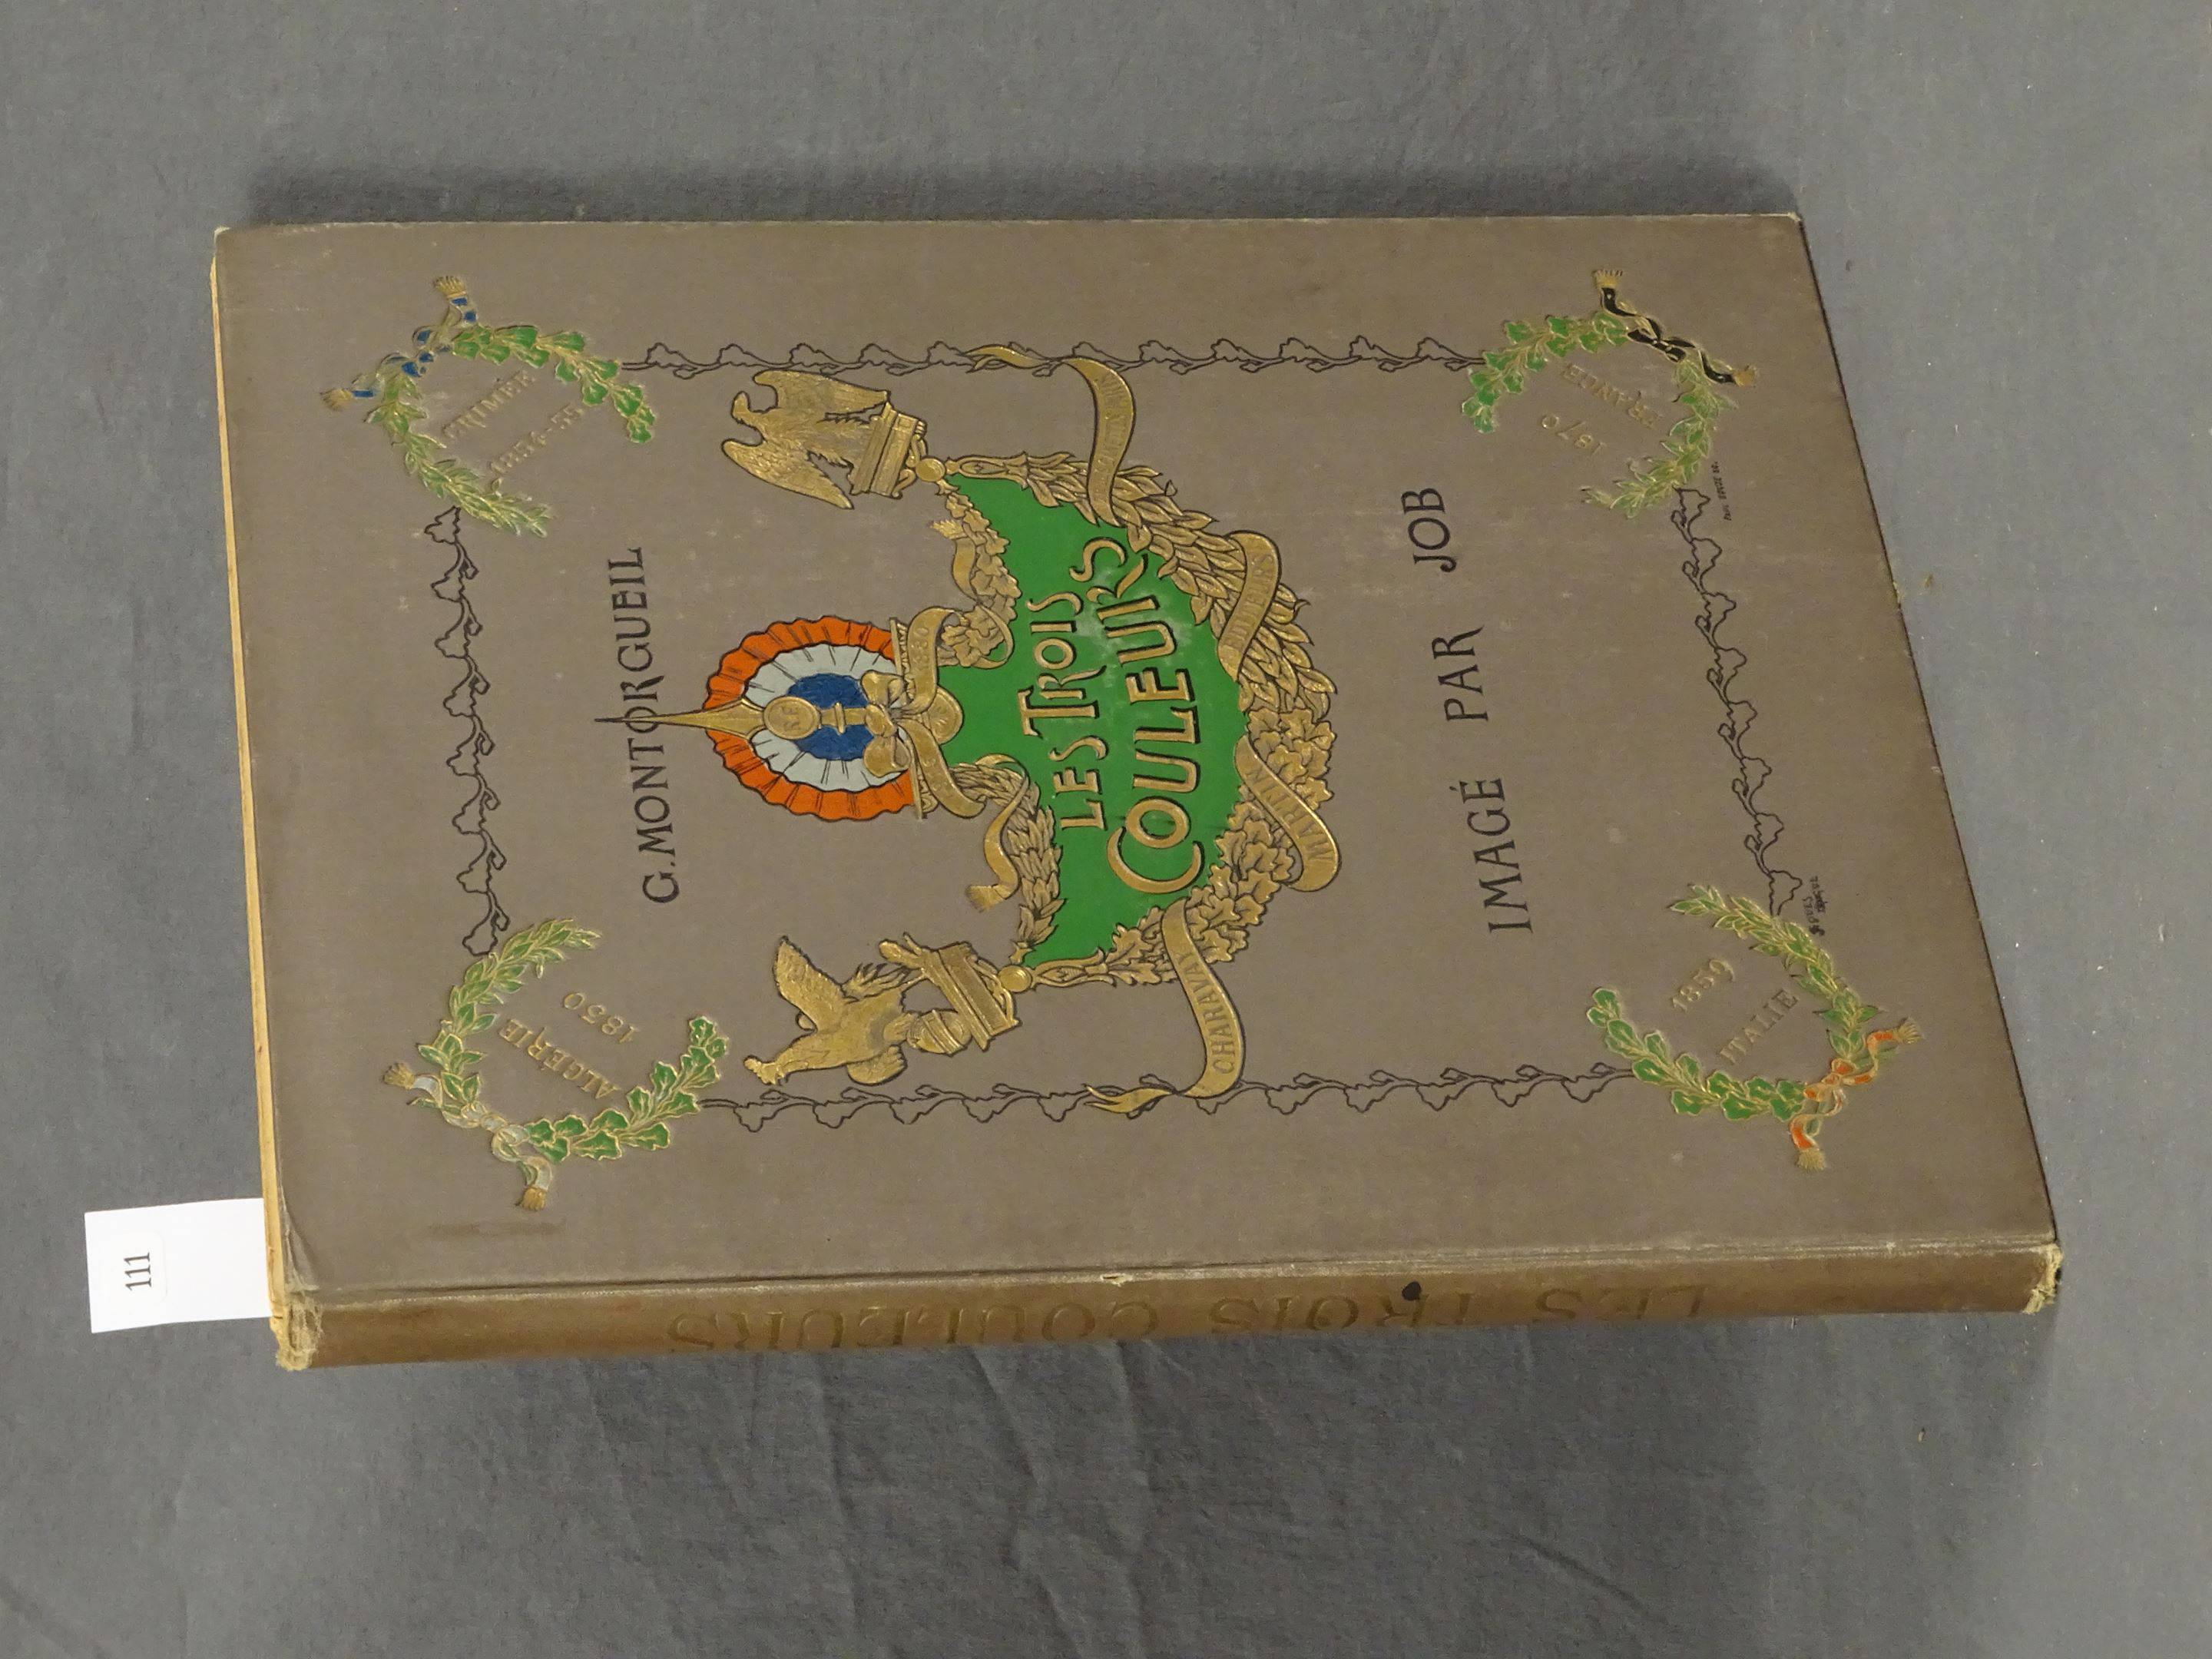 G. MONTORGUEIL
ALGERIE
1830
CRIMÉE
1854-55
R F
LES TROIS
COULEURS
CHARAVAY
MARTIN
IMAGÉ PAR JOB
1859
ITALIE
1870
FRANCE
LES TROIS COULEURS
111